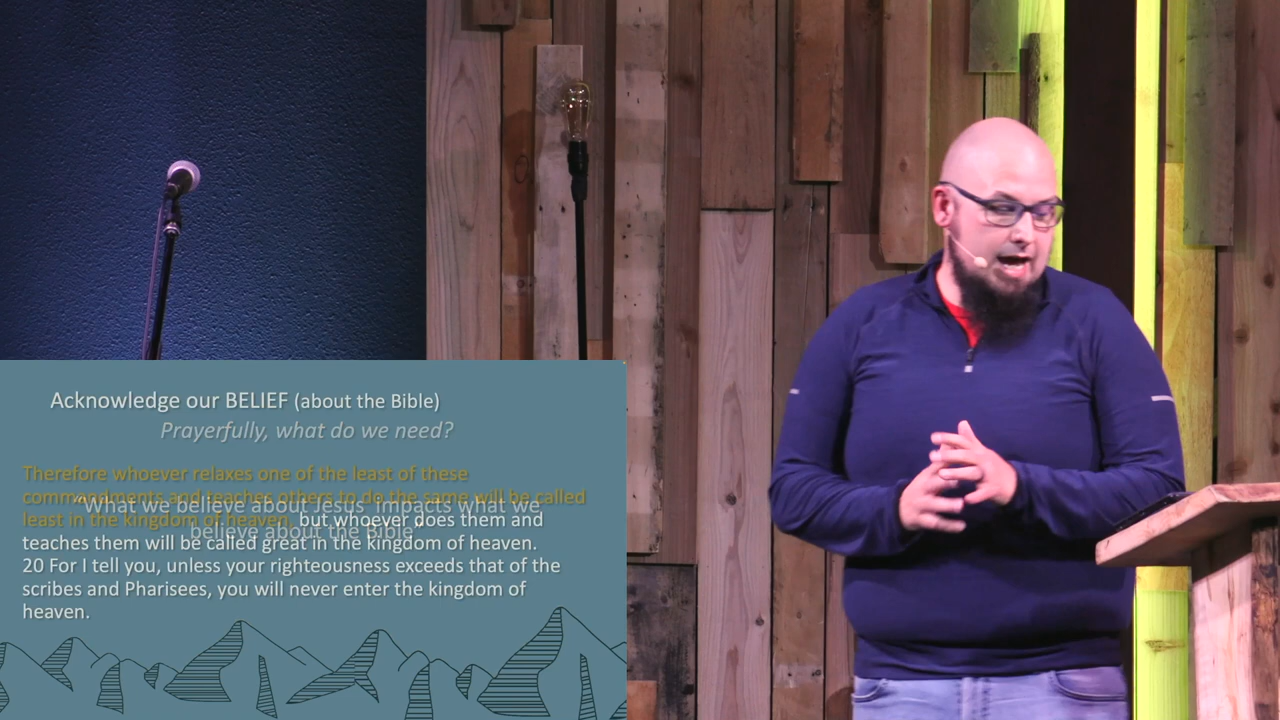 Acknowledge our BELIEF (about the Bible)
Prayerfully, what do we need?
Therefore whoever relaxes one of the least of these
commandments and teaches others to do the same will be called
"What we believe about Jesus' impacts what we
least in the kingdom of heaven, but whoever does them and
believe about the Bible"
teaches them will be called great in the kingdom of heaven.
20 For I tell you, unless your righteousness exceeds that of the
scribes and Pharisees, you will never enter the kingdom of
heaven.